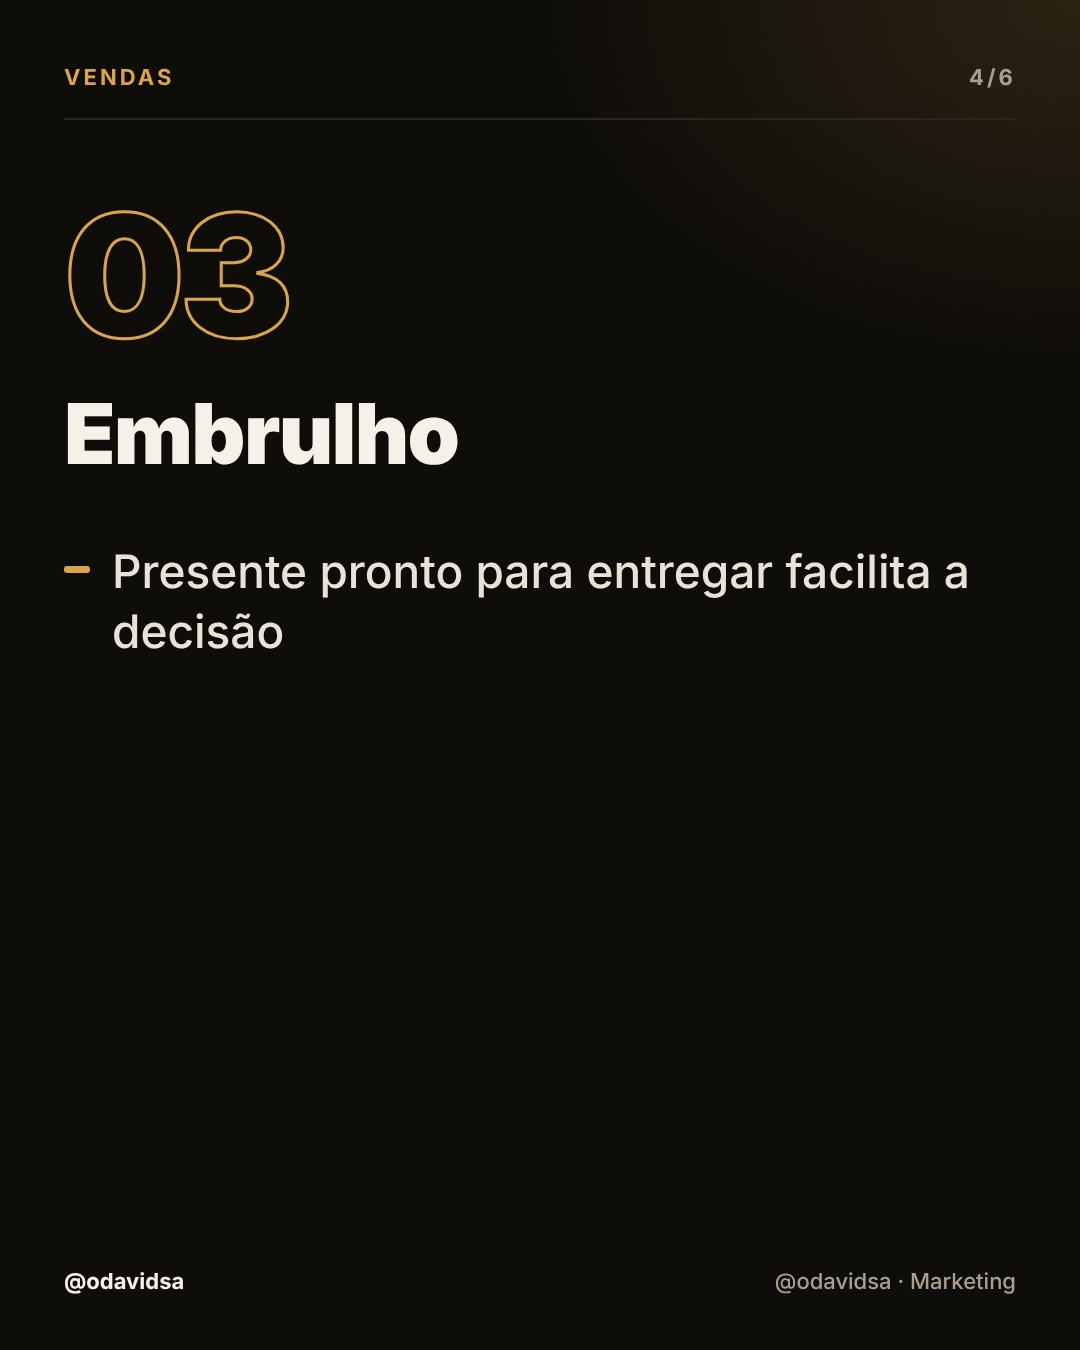 VENDAS
4/6
03
Embrulho
Presente pronto para entregar facilita a
decisão
@odavidsa
@odavidsa · Marketing